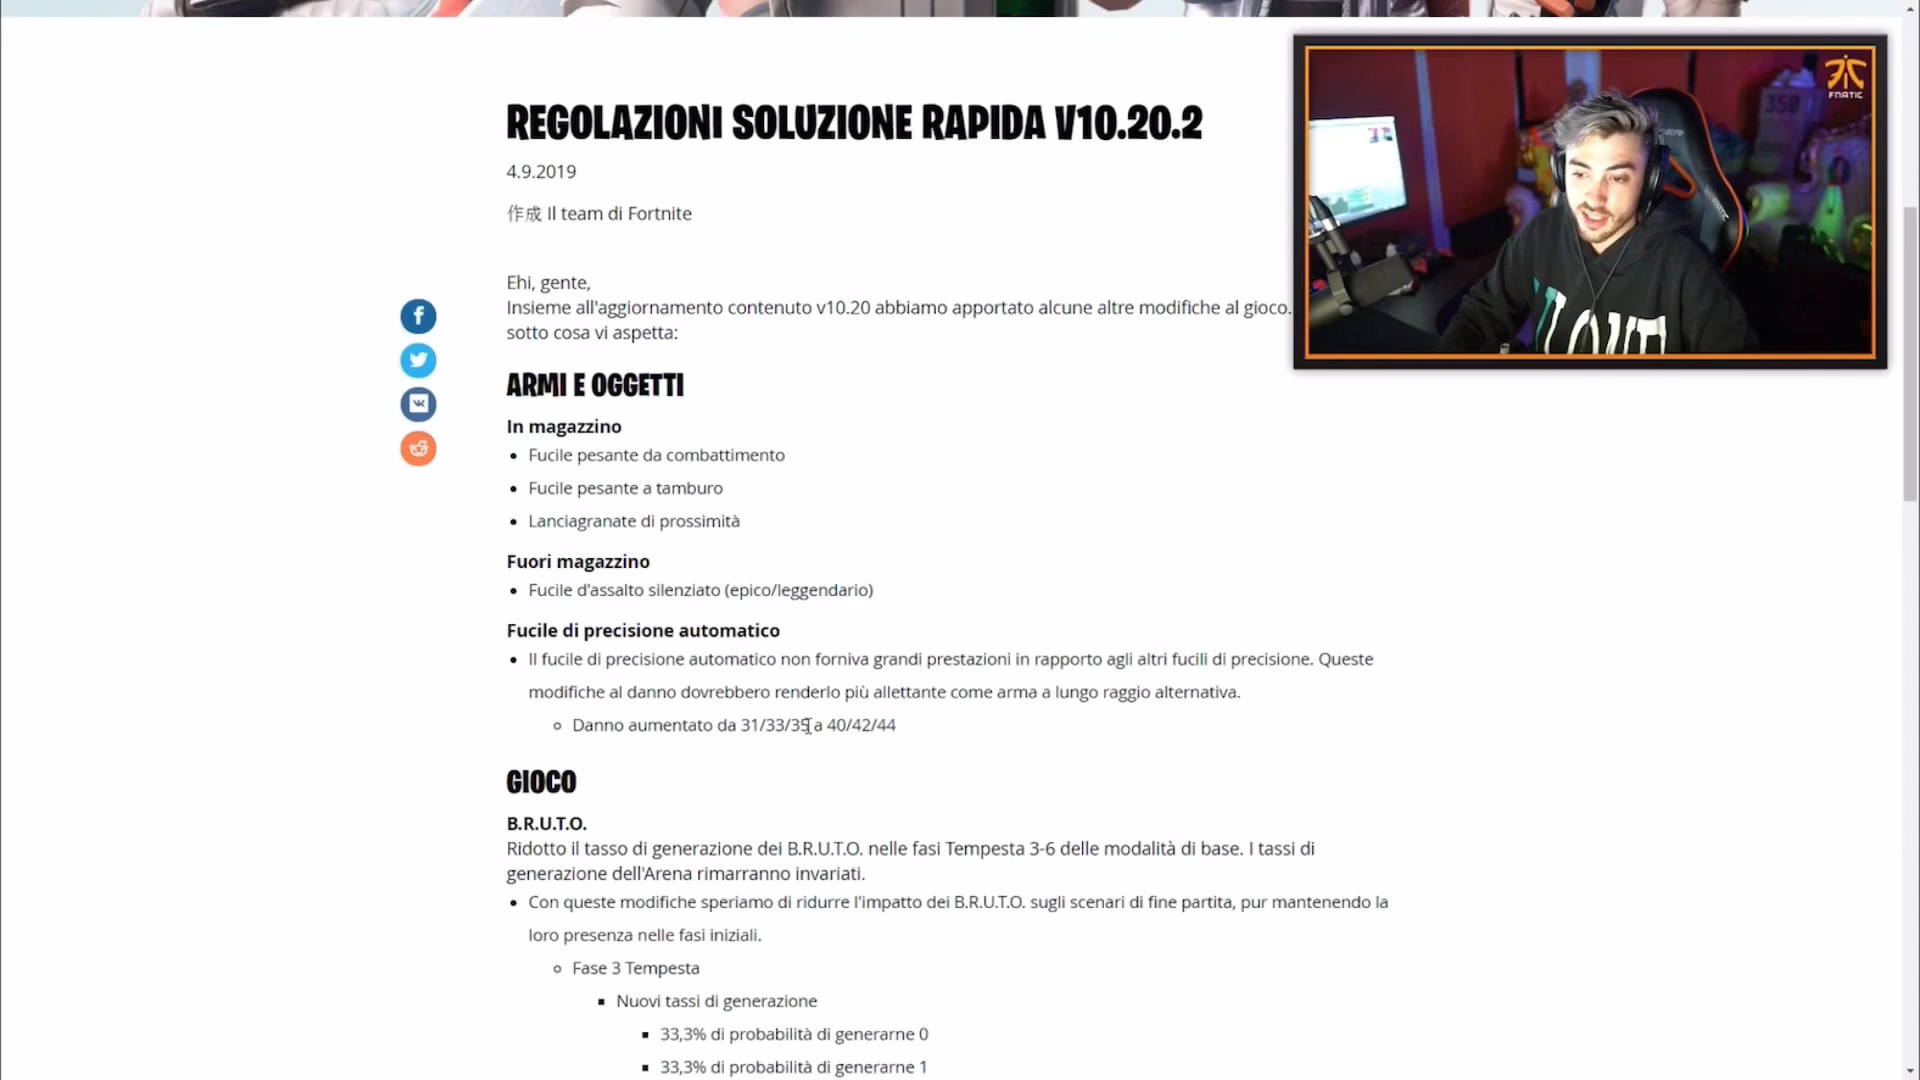 REGOLAZIONI SOLUZIONE RAPIDA V10.20.2
4.9.2019
作成 Il team di Fortnite
Ehi, gente,
Insieme all'aggiornamento contenuto v10.20 abbiamo apportato alcune altre modifiche al gioco.
sotto cosa vi aspetta:
ARMI E OGGETTI
In magazzino
• Fucile pesante da combattimento
• Fucile pesante a tamburo
• Lanciagranate di prossimità
Fuori magazzino
• Fucile d'assalto silenziato (epico/leggendario)
Fucile di precisione automatico
• Il fucile di precisione automatico non forniva grandi prestazioni in rapporto agli altri fucili di precisione. Queste
modifiche al danno dovrebbero renderlo più allettante come arma a lungo raggio alternativa.
◦ Danno aumentato da 31/33/35 a 40/42/44
GIOCO
B.R.U.T.O.
Ridotto il tasso di generazione dei B.R.U.T.O. nelle fasi Tempesta 3-6 delle modalità di base. I tassi di
generazione dell'Arena rimarranno invariati.
• Con queste modifiche speriamo di ridurre l'impatto dei B.R.U.T.O. sugli scenari di fine partita, pur mantenendo la
loro presenza nelle fasi iniziali.
◦ Fase 3 Tempesta
▪ Nuovi tassi di generazione
▪ 33,3% di probabilità di generarne 0
▪ 33,3% di probabilità di generarne 1
FNATIC
350